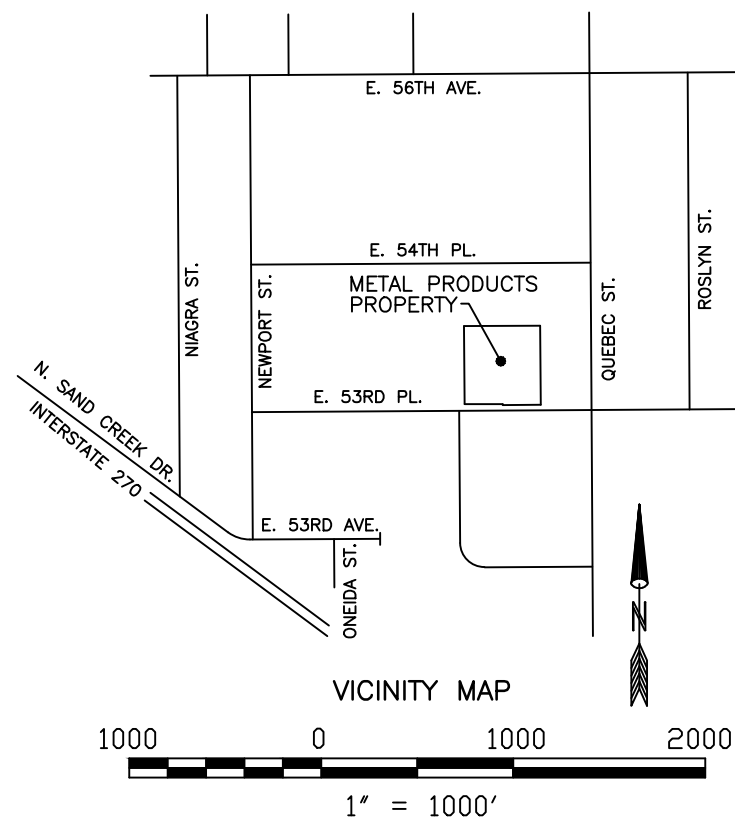 E. 56TH AVE.
E. 54TH PL.
METAL PRODUCTS
PROPERTY
NIAGRA ST.
NEWPORT ST.
QUEBEC ST.
ROSLYN ST.
N. SAND CREEK DR.
INTERSTATE 270
E. 53RD PL.
E. 53RD AVE.
ONEIDA ST.
N
VICINITY MAP
1000 0 1000 2000
1" = 1000'